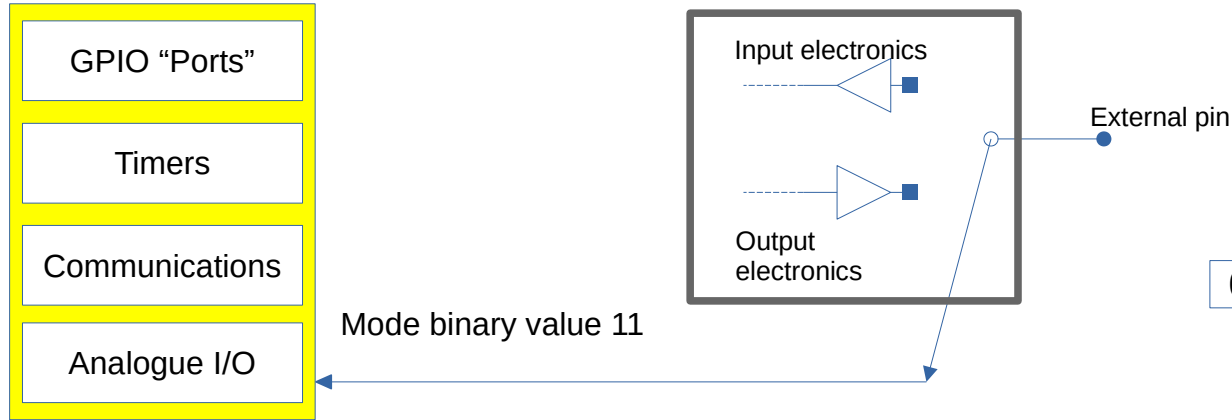 GPIO “Ports”
Timers
Communications
Analogue I/O
Mode binary value 11
Input electronics
Output
electronics
External pin